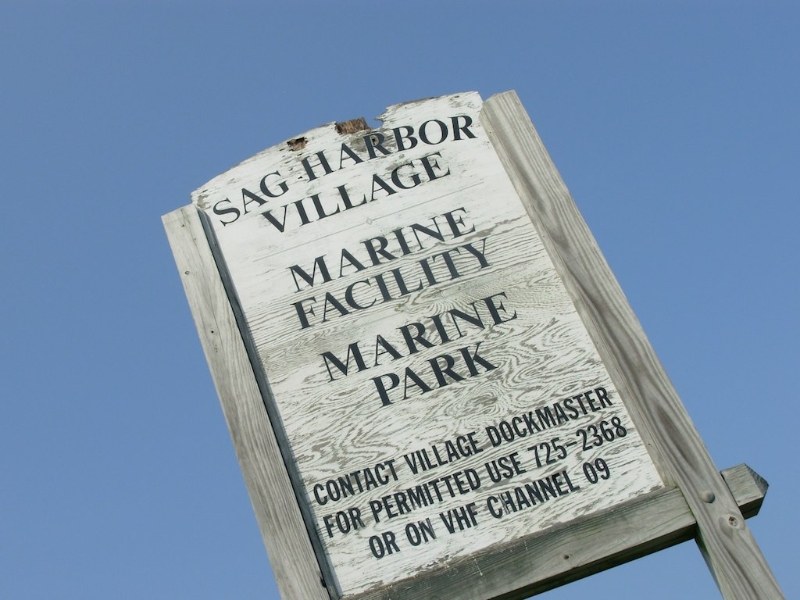 SAG HARBOR
VILLAGE
MARINE
FACILITY
MARINE
PARK
CONTACT VILLAGE DOCKMASTER
FOR PERMITTED USE 725-2368
OR ON VHF CHANNEL 09